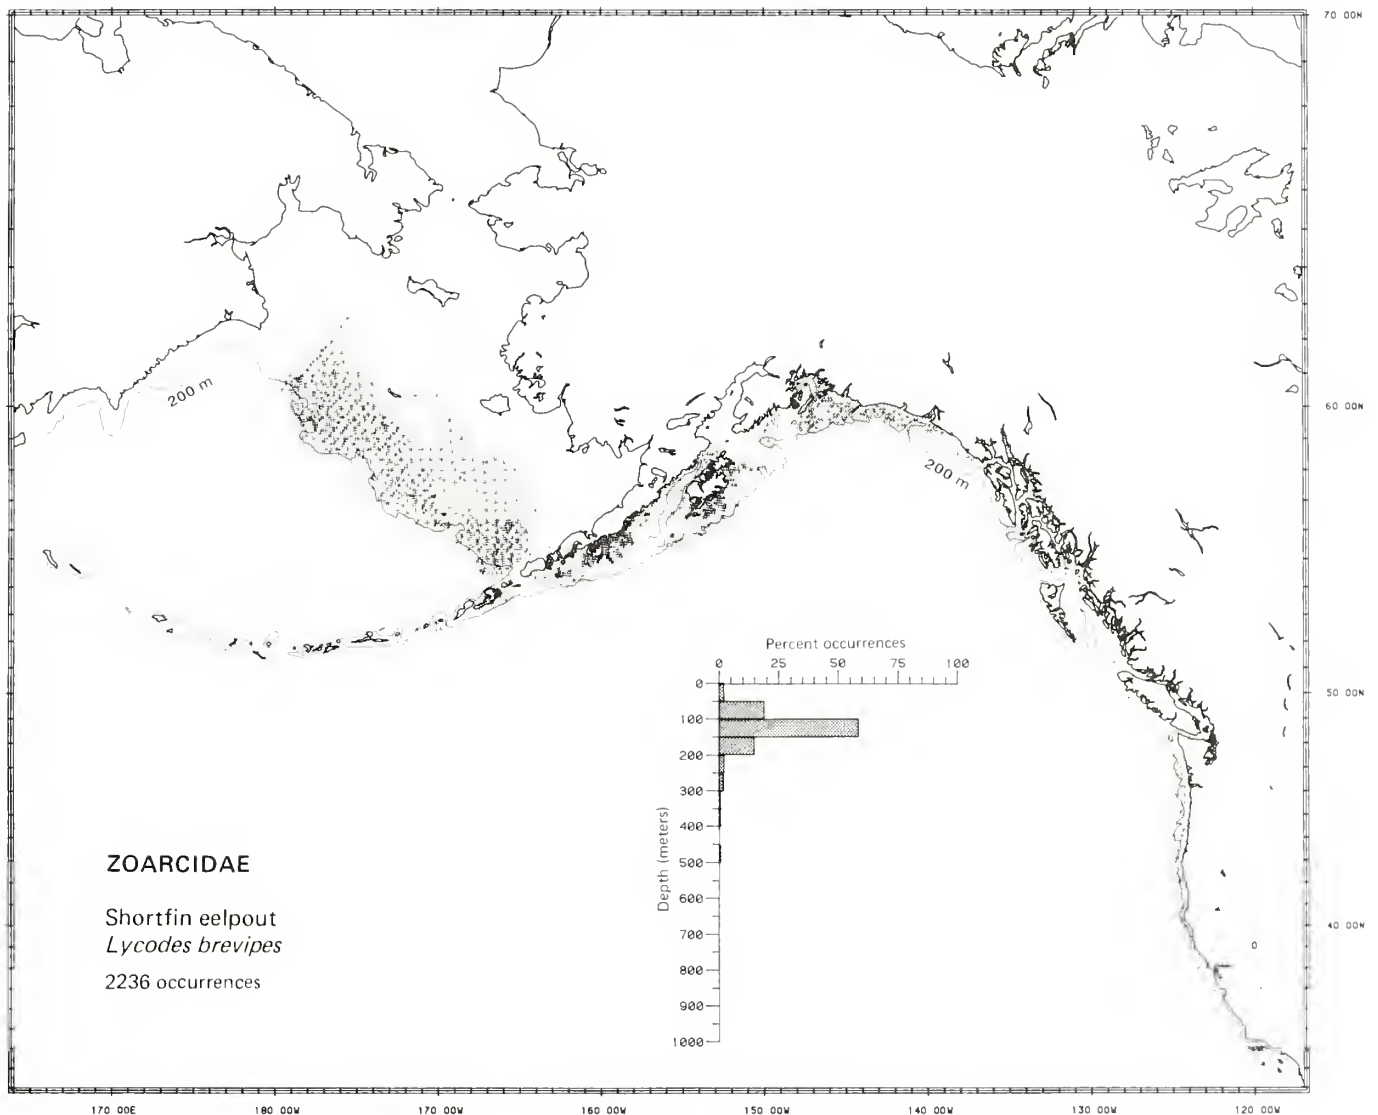 70 00N
200 m
60 00N
200 m
Percent occurrences
0 25 50 75 100
0
100
200
300
400
500
600
700
800
900
1000
Depth (meters)
50 00N
40 00N
ZOARCIDAE
Shortfin eelpout
Lycodes brevipes
2236 occurrences
170 00E 180 00W 170 00W 160 00W 150 00W 140 00W 130 00W 120 00W